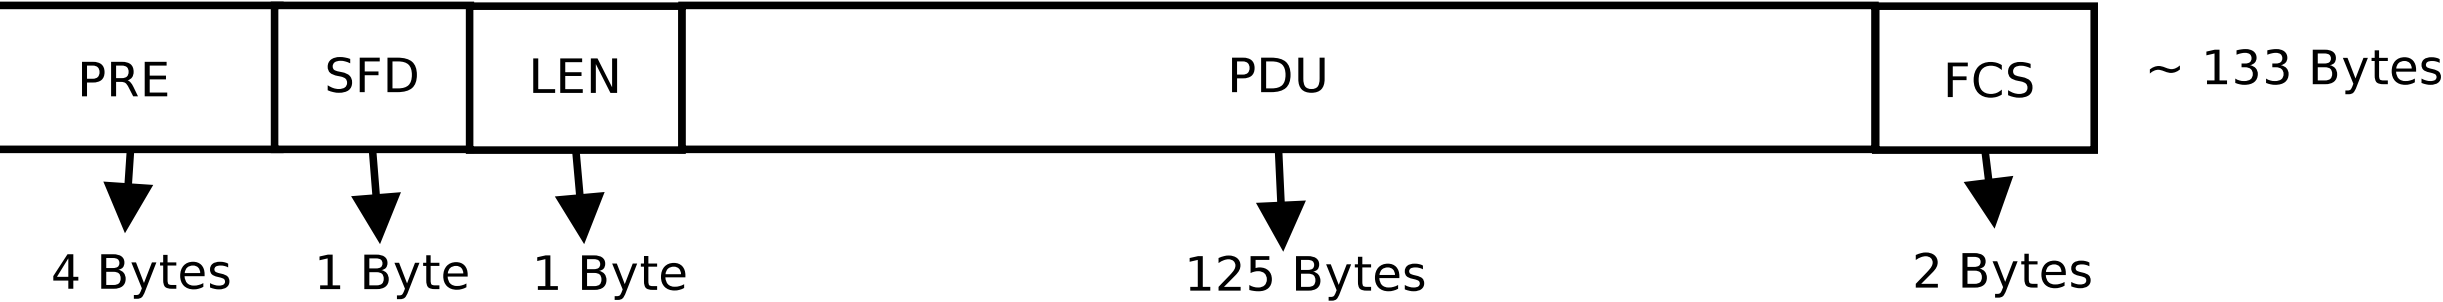 PRE SFD LEN PDU FCS ~ 133 Bytes
4 Bytes 1 Byte 1 Byte 125 Bytes 2 Bytes